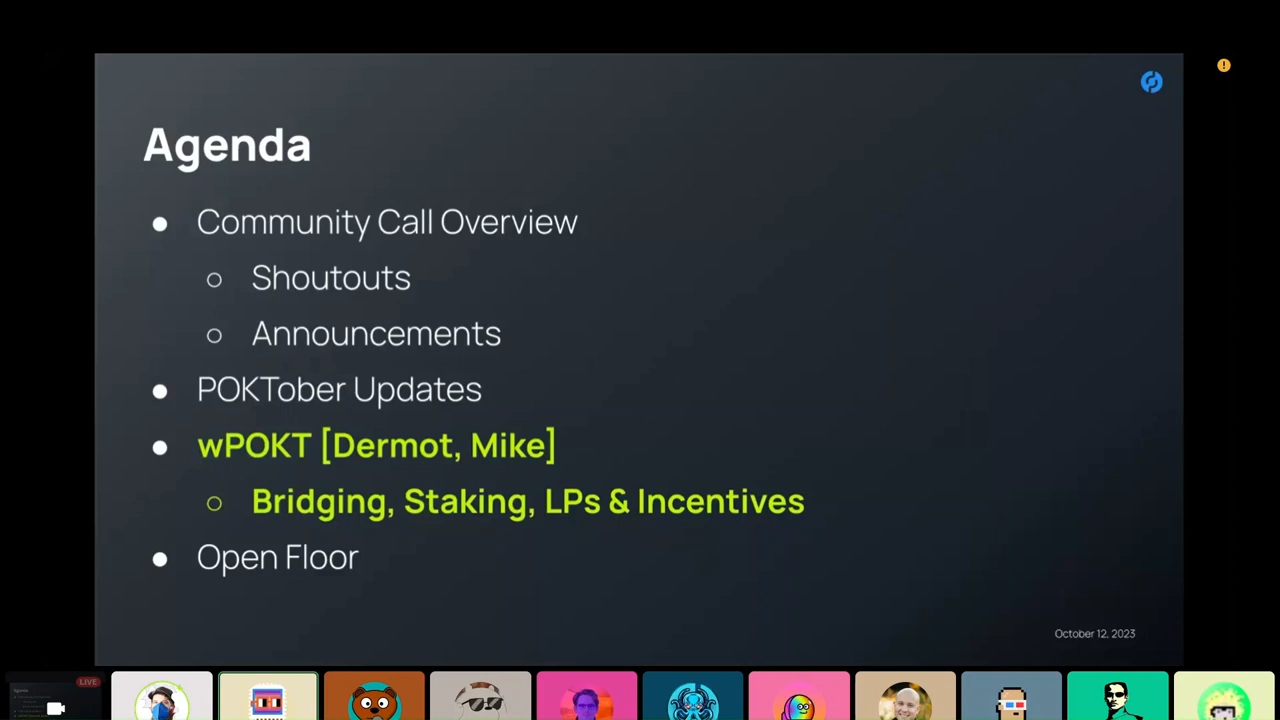 Agenda
● Community Call Overview
○ Shoutouts
○ Announcements
● POKTober Updates
● wPOKT [Dermot, Mike]
○ Bridging, Staking, LPs & Incentives
● Open Floor
October 12, 2023
LIVE